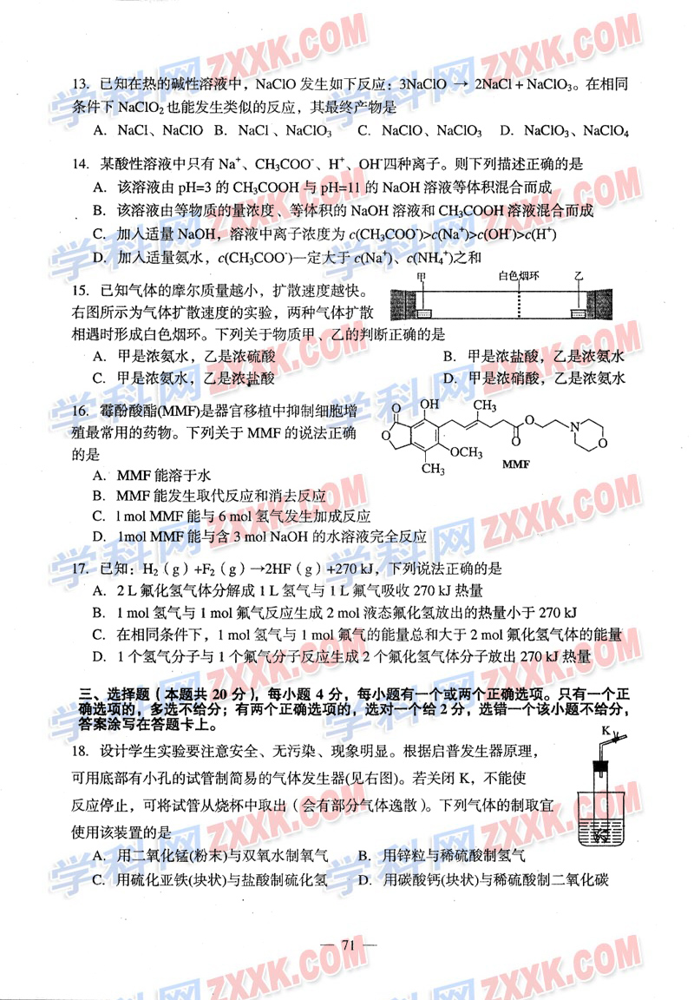 13. 已知在热的碱性溶液中，NaClO 发生如下反应：3NaClO → 2NaCl + NaClO₃。在相同
条件下 NaClO₂也能发生类似的反应，其最终产物是
A. NaCl、NaClO B. NaCl 、NaClO₃ C. NaClO、NaClO₃ D. NaClO₃、NaClO₄
14. 某酸性溶液中只有 Na⁺、CH₃COO⁻、H⁺、OH⁻四种离子。则下列描述正确的是
A. 该溶液由 pH=3 的 CH₃COOH 与 pH=11 的 NaOH 溶液等体积混合而成
B. 该溶液由等物质的量浓度、等体积的 NaOH 溶液和 CH₃COOH 溶液混合而成
C. 加入适量 NaOH，溶液中离子浓度为 c(CH₃COO⁻)>c(Na⁺)>c(OH⁻)>c(H⁺)
D. 加入适量氨水，c(CH₃COO⁻)一定大于 c(Na⁺)、c(NH₄⁺)之和
15. 已知气体的摩尔质量越小，扩散速度越快。
右图所示为气体扩散速度的实验，两种气体扩散
相遇时形成白色烟环。下列关于物质甲、乙的判断正确的是
甲 白色烟环 乙
A. 甲是浓氨水，乙是浓硫酸 B. 甲是浓盐酸，乙是浓氨水
C. 甲是浓氨水，乙是浓盐酸 D. 甲是浓硝酸，乙是浓氨水
16. 霉酚酸酯(MMF)是器官移植中抑制细胞增
殖最常用的药物。下列关于 MMF 的说法正确
的是
O OH CH₃ O O N O O OCH₃ CH₃
MMF
A. MMF 能溶于水
B. MMF 能发生取代反应和消去反应
C. 1 mol MMF 能与 6 mol 氢气发生加成反应
D. 1mol MMF 能与含 3 mol NaOH 的水溶液完全反应
17. 已知：H₂（g）+F₂（g）→2HF（g）+270 kJ，下列说法正确的是
A. 2 L 氟化氢气体分解成 1 L 氢气与 1 L 氟气吸收 270 kJ 热量
B. 1 mol 氢气与 1 mol 氟气反应生成 2 mol 液态氟化氢放出的热量小于 270 kJ
C. 在相同条件下，1 mol 氢气与 1 mol 氟气的能量总和大于 2 mol 氟化氢气体的能量
D. 1 个氢气分子与 1 个氟气分子反应生成 2 个氟化氢气体分子放出 270 kJ 热量
三、选择题（本题共 20 分），每小题 4 分，每小题有一个或两个正确选项。只有一个正
确选项的，多选不给分；有两个正确选项的，选对一个给 2 分，选错一个该小题不给分，
答案涂写在答题卡上。
18. 设计学生实验要注意安全、无污染、现象明显。根据启普发生器原理，
可用底部有小孔的试管制简易的气体发生器(见右图)。若关闭 K，不能使
反应停止，可将试管从烧杯中取出（会有部分气体逸散）。下列气体的制取宜
使用该装置的是
K
A. 用二氧化锰(粉末)与双氧水制氧气 B. 用锌粒与稀硫酸制氢气
C. 用硫化亚铁(块状)与盐酸制硫化氢 D. 用碳酸钙(块状)与稀硫酸制二氧化碳
— 71 —
学科网 ZXXK.COM